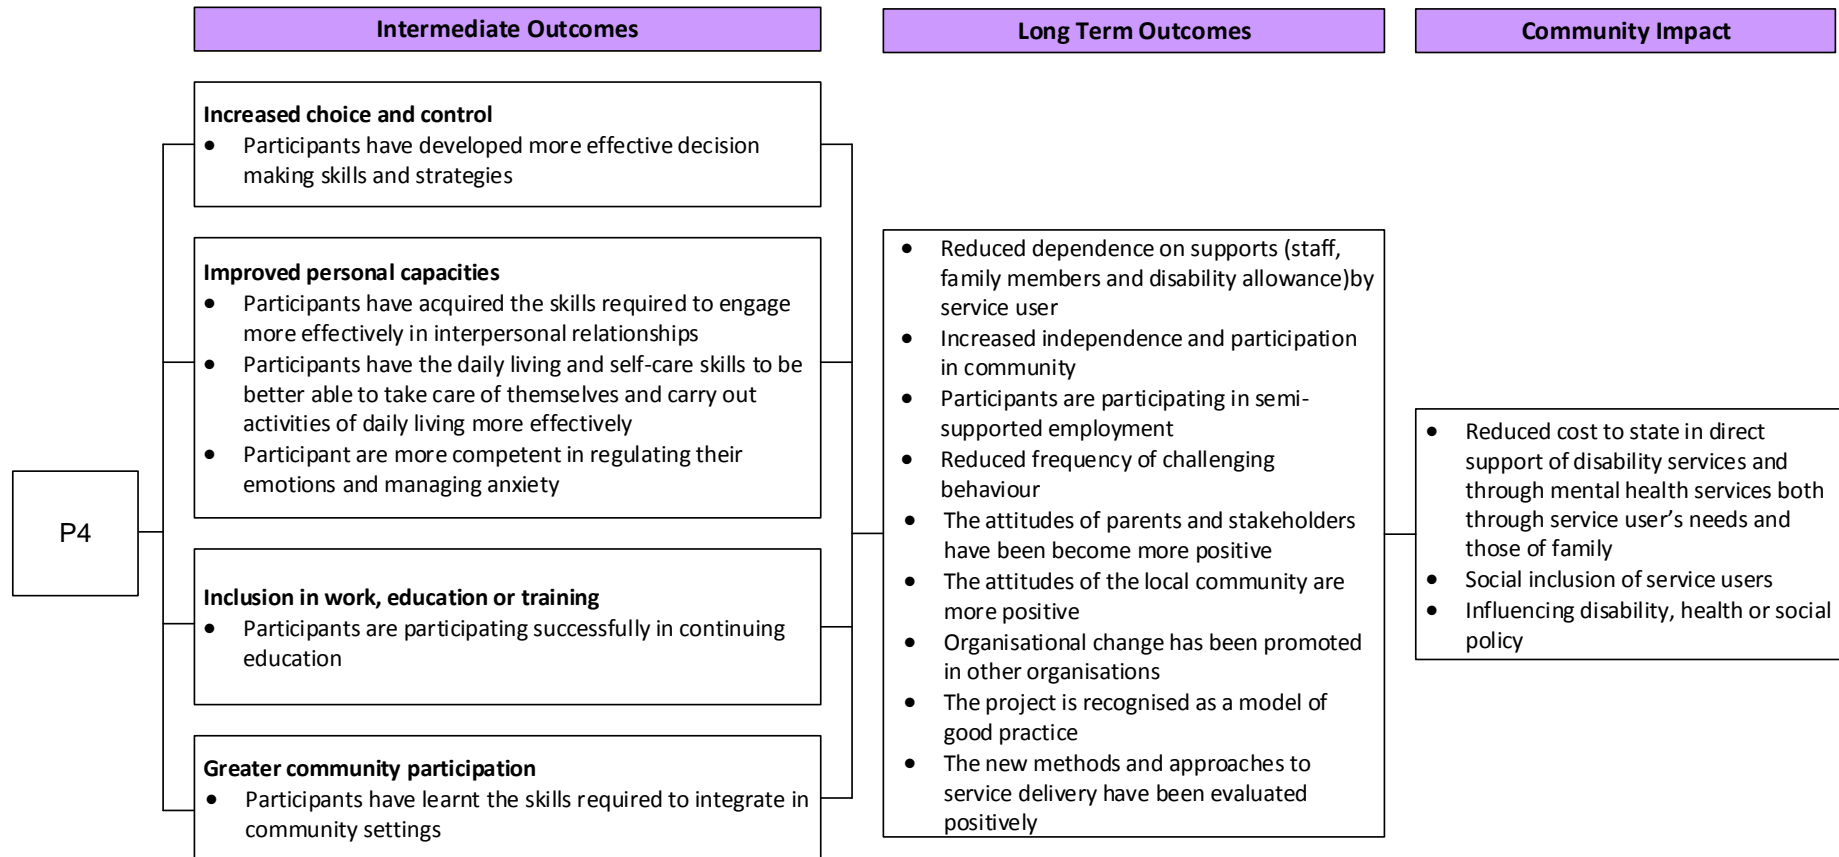 Intermediate Outcomes
Long Term Outcomes
Community Impact
P4
Increased choice and control
• Participants have developed more effective decision
making skills and strategies
Improved personal capacities
• Participants have acquired the skills required to engage
more effectively in interpersonal relationships
• Participants have the daily living and self-care skills to be
better able to take care of themselves and carry out
activities of daily living more effectively
• Participant are more competent in regulating their
emotions and managing anxiety
Inclusion in work, education or training
• Participants are participating successfully in continuing
education
Greater community participation
• Participants have learnt the skills required to integrate in
community settings
• Reduced dependence on supports (staff,
family members and disability allowance)by
service user
• Increased independence and participation
in community
• Participants are participating in semi-
supported employment
• Reduced frequency of challenging
behaviour
• The attitudes of parents and stakeholders
have been become more positive
• The attitudes of the local community are
more positive
• Organisational change has been promoted
in other organisations
• The project is recognised as a model of
good practice
• The new methods and approaches to
service delivery have been evaluated
positively
• Reduced cost to state in direct
support of disability services and
through mental health services both
through service user’s needs and
those of family
• Social inclusion of service users
• Influencing disability, health or social
policy